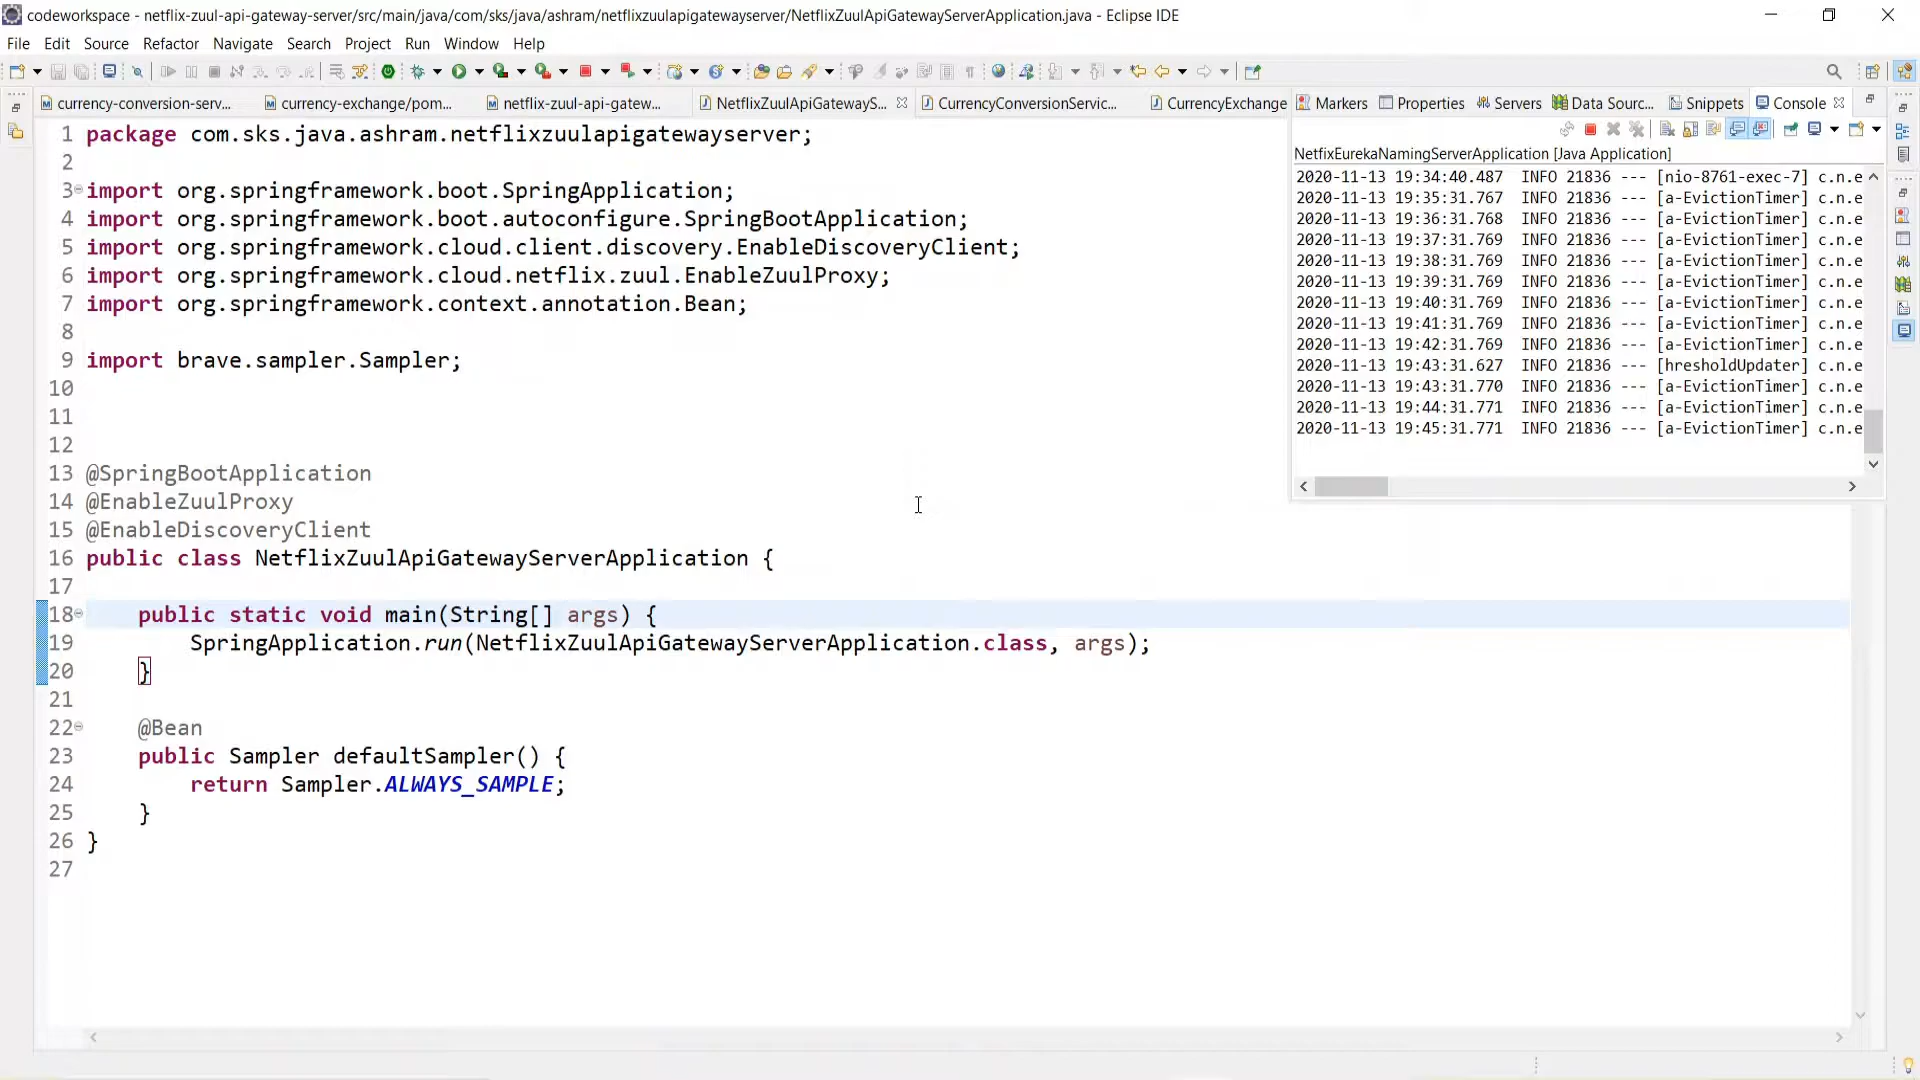 codeworkspace - netflix-zuul-api-gateway-server/src/main/java/com/sks/java/ashram/netflixzuulapigatewayserver/NetflixZuulApiGatewayServerApplication.java - Eclipse IDE
File Edit Source Refactor Navigate Search Project Run Window Help
currency-conversion-serv... currency-exchange/pom... netflix-zuul-api-gatew... NetflixZuulApiGatewayS... CurrencyConversionServic... CurrencyExchange Markers Properties Servers Data Sourc... Snippets Console
NetfixEurekaNamingServerApplication [Java Application]
2020-11-13 19:34:40.487 INFO 21836 --- [nio-8761-exec-7] c.n.e
2020-11-13 19:35:31.767 INFO 21836 --- [a-EvictionTimer] c.n.e
2020-11-13 19:36:31.768 INFO 21836 --- [a-EvictionTimer] c.n.e
2020-11-13 19:37:31.769 INFO 21836 --- [a-EvictionTimer] c.n.e
2020-11-13 19:38:31.769 INFO 21836 --- [a-EvictionTimer] c.n.e
2020-11-13 19:39:31.769 INFO 21836 --- [a-EvictionTimer] c.n.e
2020-11-13 19:40:31.769 INFO 21836 --- [a-EvictionTimer] c.n.e
2020-11-13 19:41:31.769 INFO 21836 --- [a-EvictionTimer] c.n.e
2020-11-13 19:42:31.769 INFO 21836 --- [a-EvictionTimer] c.n.e
2020-11-13 19:43:31.627 INFO 21836 --- [hresholdUpdater] c.n.e
2020-11-13 19:43:31.770 INFO 21836 --- [a-EvictionTimer] c.n.e
2020-11-13 19:44:31.771 INFO 21836 --- [a-EvictionTimer] c.n.e
2020-11-13 19:45:31.771 INFO 21836 --- [a-EvictionTimer] c.n.e
1 package com.sks.java.ashram.netflixzuulapigatewayserver;
2
3 import org.springframework.boot.SpringApplication;
4 import org.springframework.boot.autoconfigure.SpringBootApplication;
5 import org.springframework.cloud.client.discovery.EnableDiscoveryClient;
6 import org.springframework.cloud.netflix.zuul.EnableZuulProxy;
7 import org.springframework.context.annotation.Bean;
8
9 import brave.sampler.Sampler;
10
11
12
13 @SpringBootApplication
14 @EnableZuulProxy
15 @EnableDiscoveryClient
16 public class NetflixZuulApiGatewayServerApplication {
17
18 public static void main(String[] args) {
19 SpringApplication.run(NetflixZuulApiGatewayServerApplication.class, args);
20 }
21
22 @Bean
23 public Sampler defaultSampler() {
24 return Sampler.ALWAYS_SAMPLE;
25 }
26 }
27